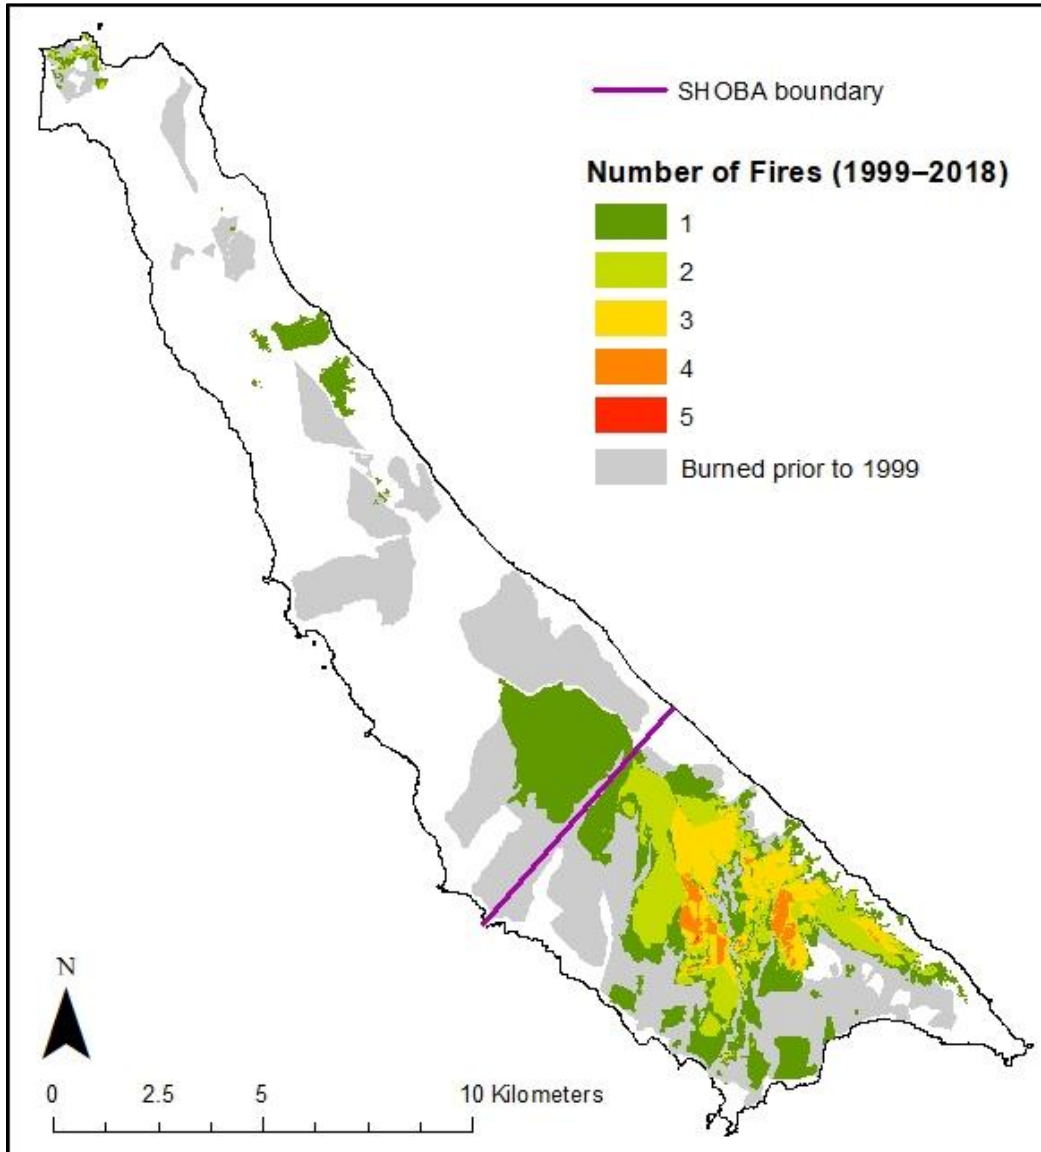 SHOBA boundary
Number of Fires (1999–2018)
1
2
3
4
5
Burned prior to 1999
N
0 2.5 5 10 Kilometers